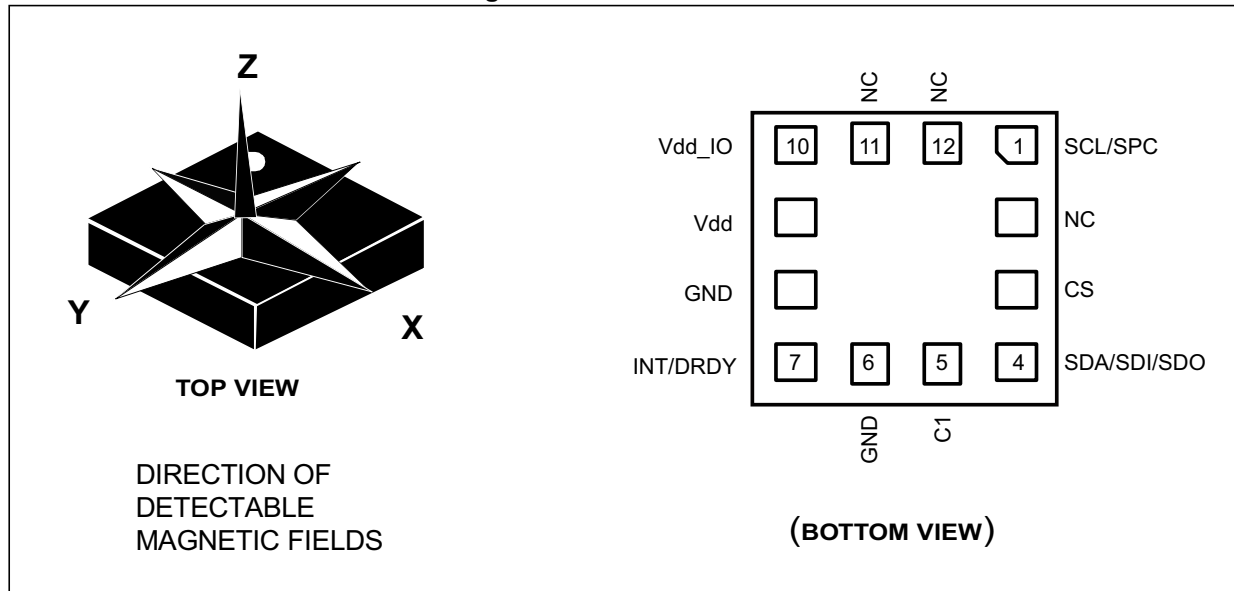 Z
Y
X
TOP VIEW
DIRECTION OF
DETECTABLE
MAGNETIC FIELDS
NC
NC
Vdd_IO
10
11
12
1
SCL/SPC
Vdd
NC
GND
CS
INT/DRDY
7
6
5
4
SDA/SDI/SDO
GND
C1
(BOTTOM VIEW)